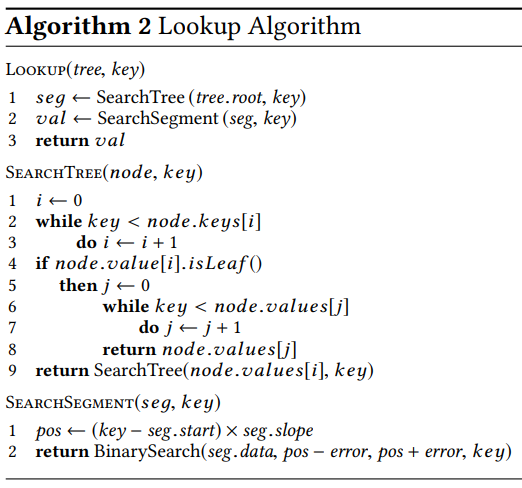 Algorithm 2 Lookup Algorithm
Lookup(tree, key)
1 seg ← SearchTree(tree.root, key)
2 val ← SearchSegment(seg, key)
3 return val
SearchTree(node, key)
1 i ← 0
2 while key < node.keys[i]
3 do i ← i + 1
4 if node.value[i].isLeaf()
5 then j ← 0
6 while key < node.values[j]
7 do j ← j + 1
8 return node.values[j]
9 return SearchTree(node.values[i], key)
SearchSegment(seg, key)
1 pos ← (key − seg.start) × seg.slope
2 return BinarySearch(seg.data, pos − error, pos + error, key)